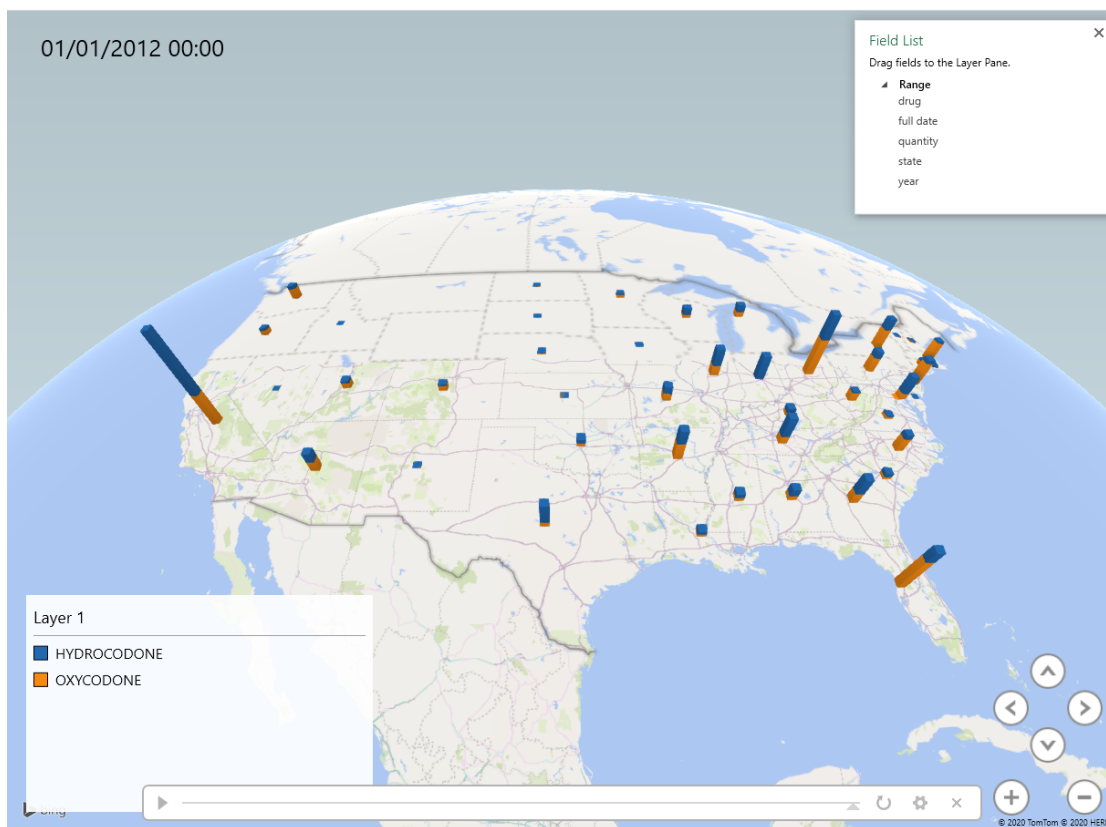 01/01/2012 00:00
Field List
Drag fields to the Layer Pane.
Range
drug
full date
quantity
state
year
Layer 1
HYDROCODONE
OXYCODONE
bing
© 2020 TomTom © 2020 HERE